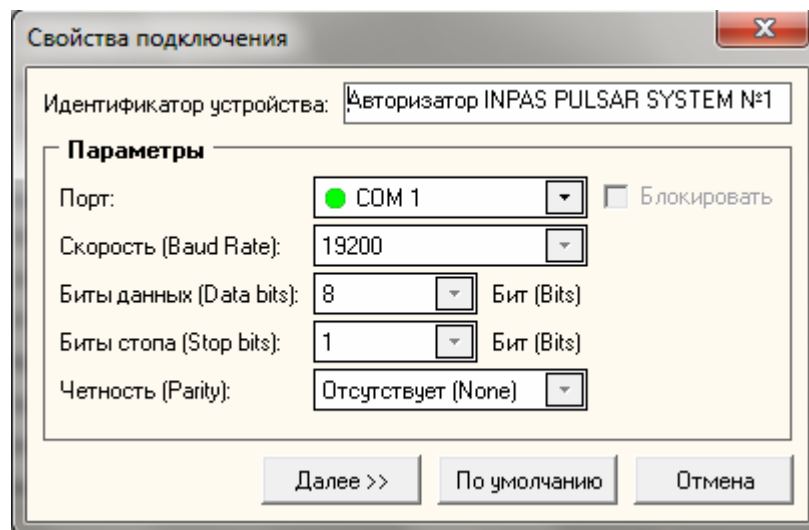 Свойства подключения
Идентификатор устройства: Авторизатор INPAS PULSAR SYSTEM №1
Параметры
Порт: COM 1 Блокировать
Скорость (Baud Rate): 19200
Биты данных (Data bits): 8 Бит (Bits)
Биты стопа (Stop bits): 1 Бит (Bits)
Четность (Parity): Отсутствует (None)
Далее >> По умолчанию Отмена